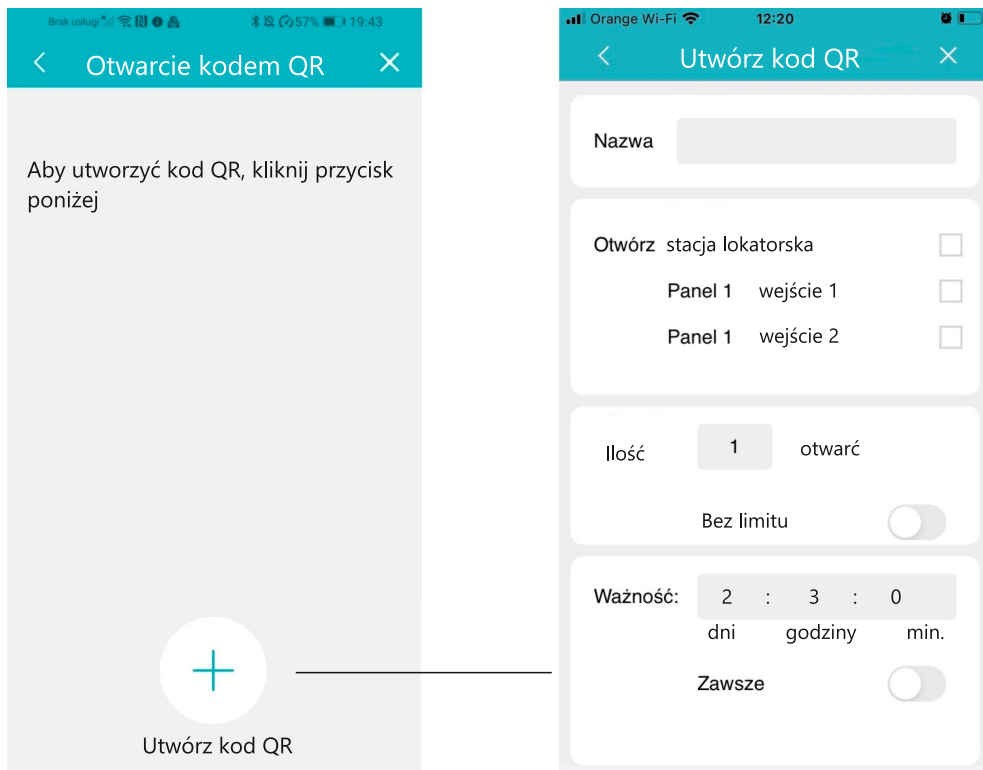 Brak usługi 57% 19:43
Otwarcie kodem QR
Aby utworzyć kod QR, kliknij przycisk
poniżej
Utwórz kod QR
Orange Wi-Fi 12:20
Utwórz kod QR
Nazwa
Otwórz stacja lokatorska
Panel 1 wejście 1
Panel 1 wejście 2
Ilość 1 otwarć
Bez limitu
Ważność: 2 : 3 : 0
dni godziny min.
Zawsze